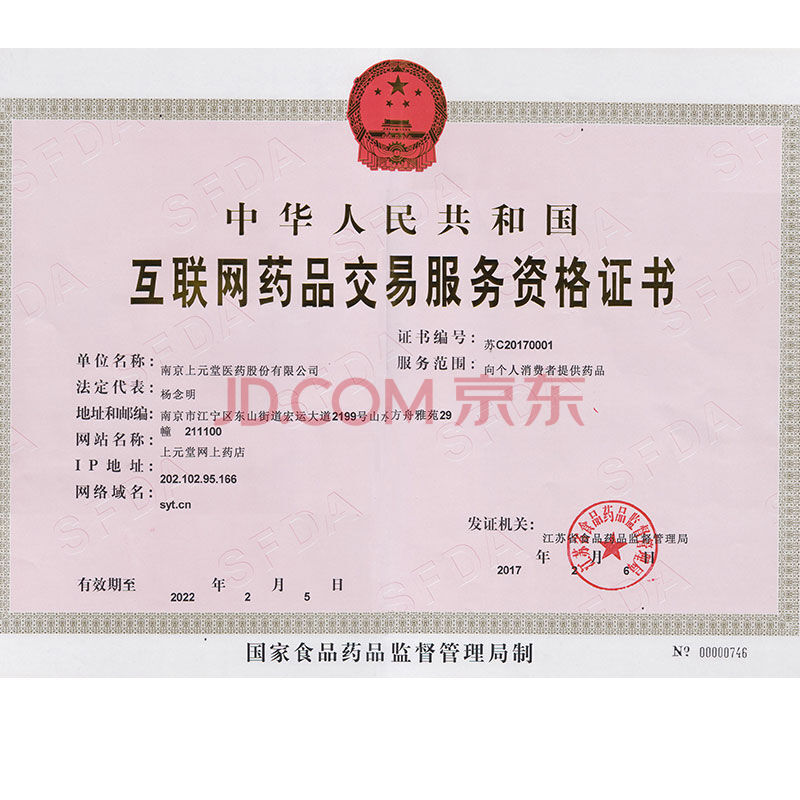 中华人民共和国
互联网药品交易服务资格证书
证书编号：苏C20170001
服务范围：向个人消费者提供药品
单位名称：南京上元堂医药股份有限公司
法定代表：杨念明
地址和邮编：南京市江宁区东山街道宏运大道2199号山水方舟雅苑29
幢 211100
网站名称：上元堂网上药店
IP地址：202.102.95.166
网络域名：syt.cn
JD.COM 京东
发证机关：江苏省食品药品监督管理局
2017 年 2 月 6 日
江苏省食品药品监督管理局
有效期至 2022 年 2 月 5 日
国家食品药品监督管理局制
№ 00000746
SFDA
SFDA
SFDA
SFDA
SFDA
SFDA
SFDA
SFDA
SFDA